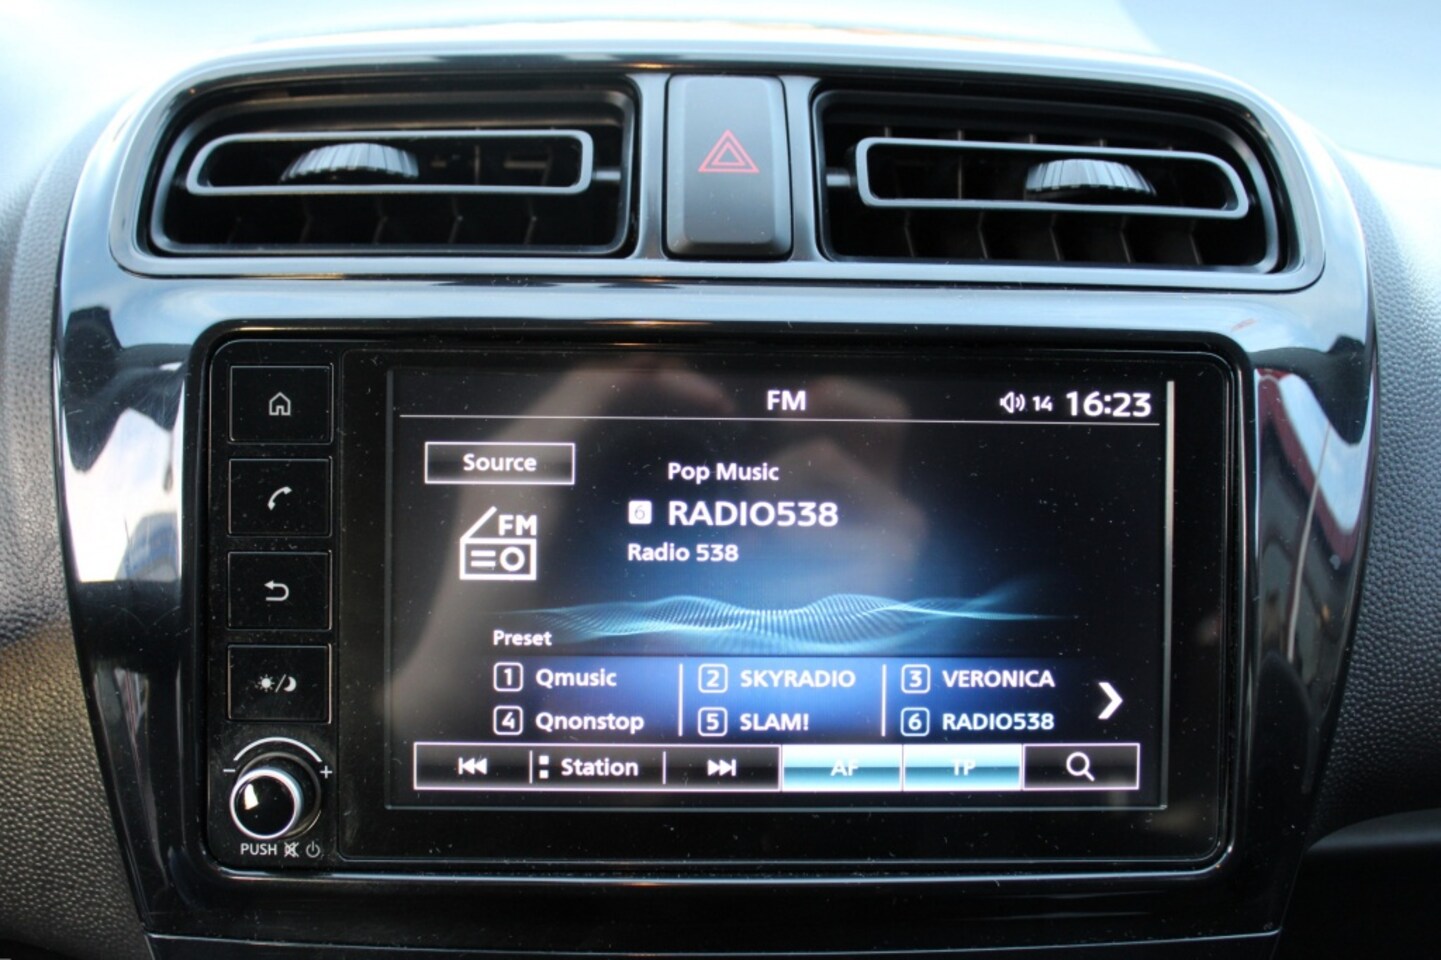 FM
14 16:23
Source
Pop Music
6 RADIO538
FM
Radio 538
Preset
1 Qmusic 2 SKYRADIO 3 VERONICA
4 Qnonstop 5 SLAM! 6 RADIO538
Station AF TP
- +
PUSH